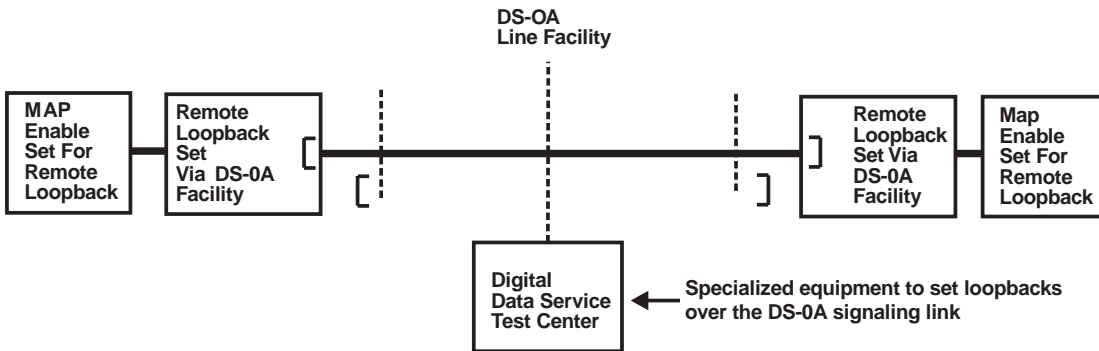 DS-OA
Line Facility
MAP
Enable
Set For
Remote
Loopback
Remote
Loopback
Set
Via DS-0A
Facility
Remote
Loopback
Set Via
DS-0A
Facility
Map
Enable
Set For
Remote
Loopback
Digital
Data Service
Test Center
Specialized equipment to set loopbacks
over the DS-0A signaling link